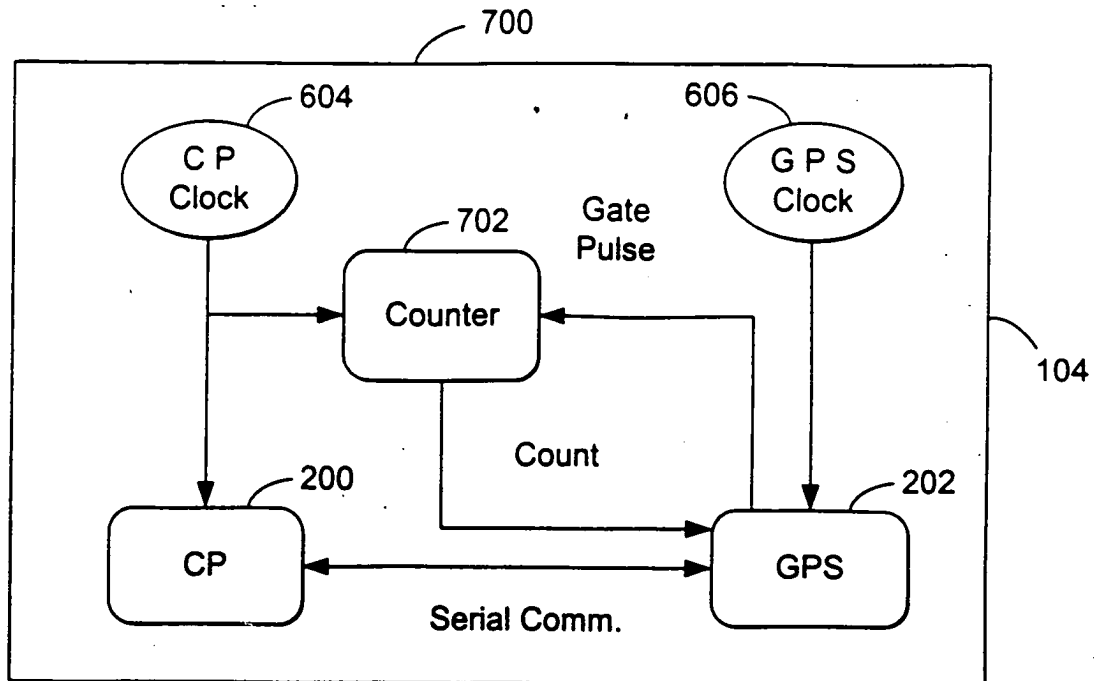 700
604
606
C P
Clock
G P S
Clock
702
Gate
Pulse
Counter
104
Count
200
202
CP
GPS
Serial Comm.